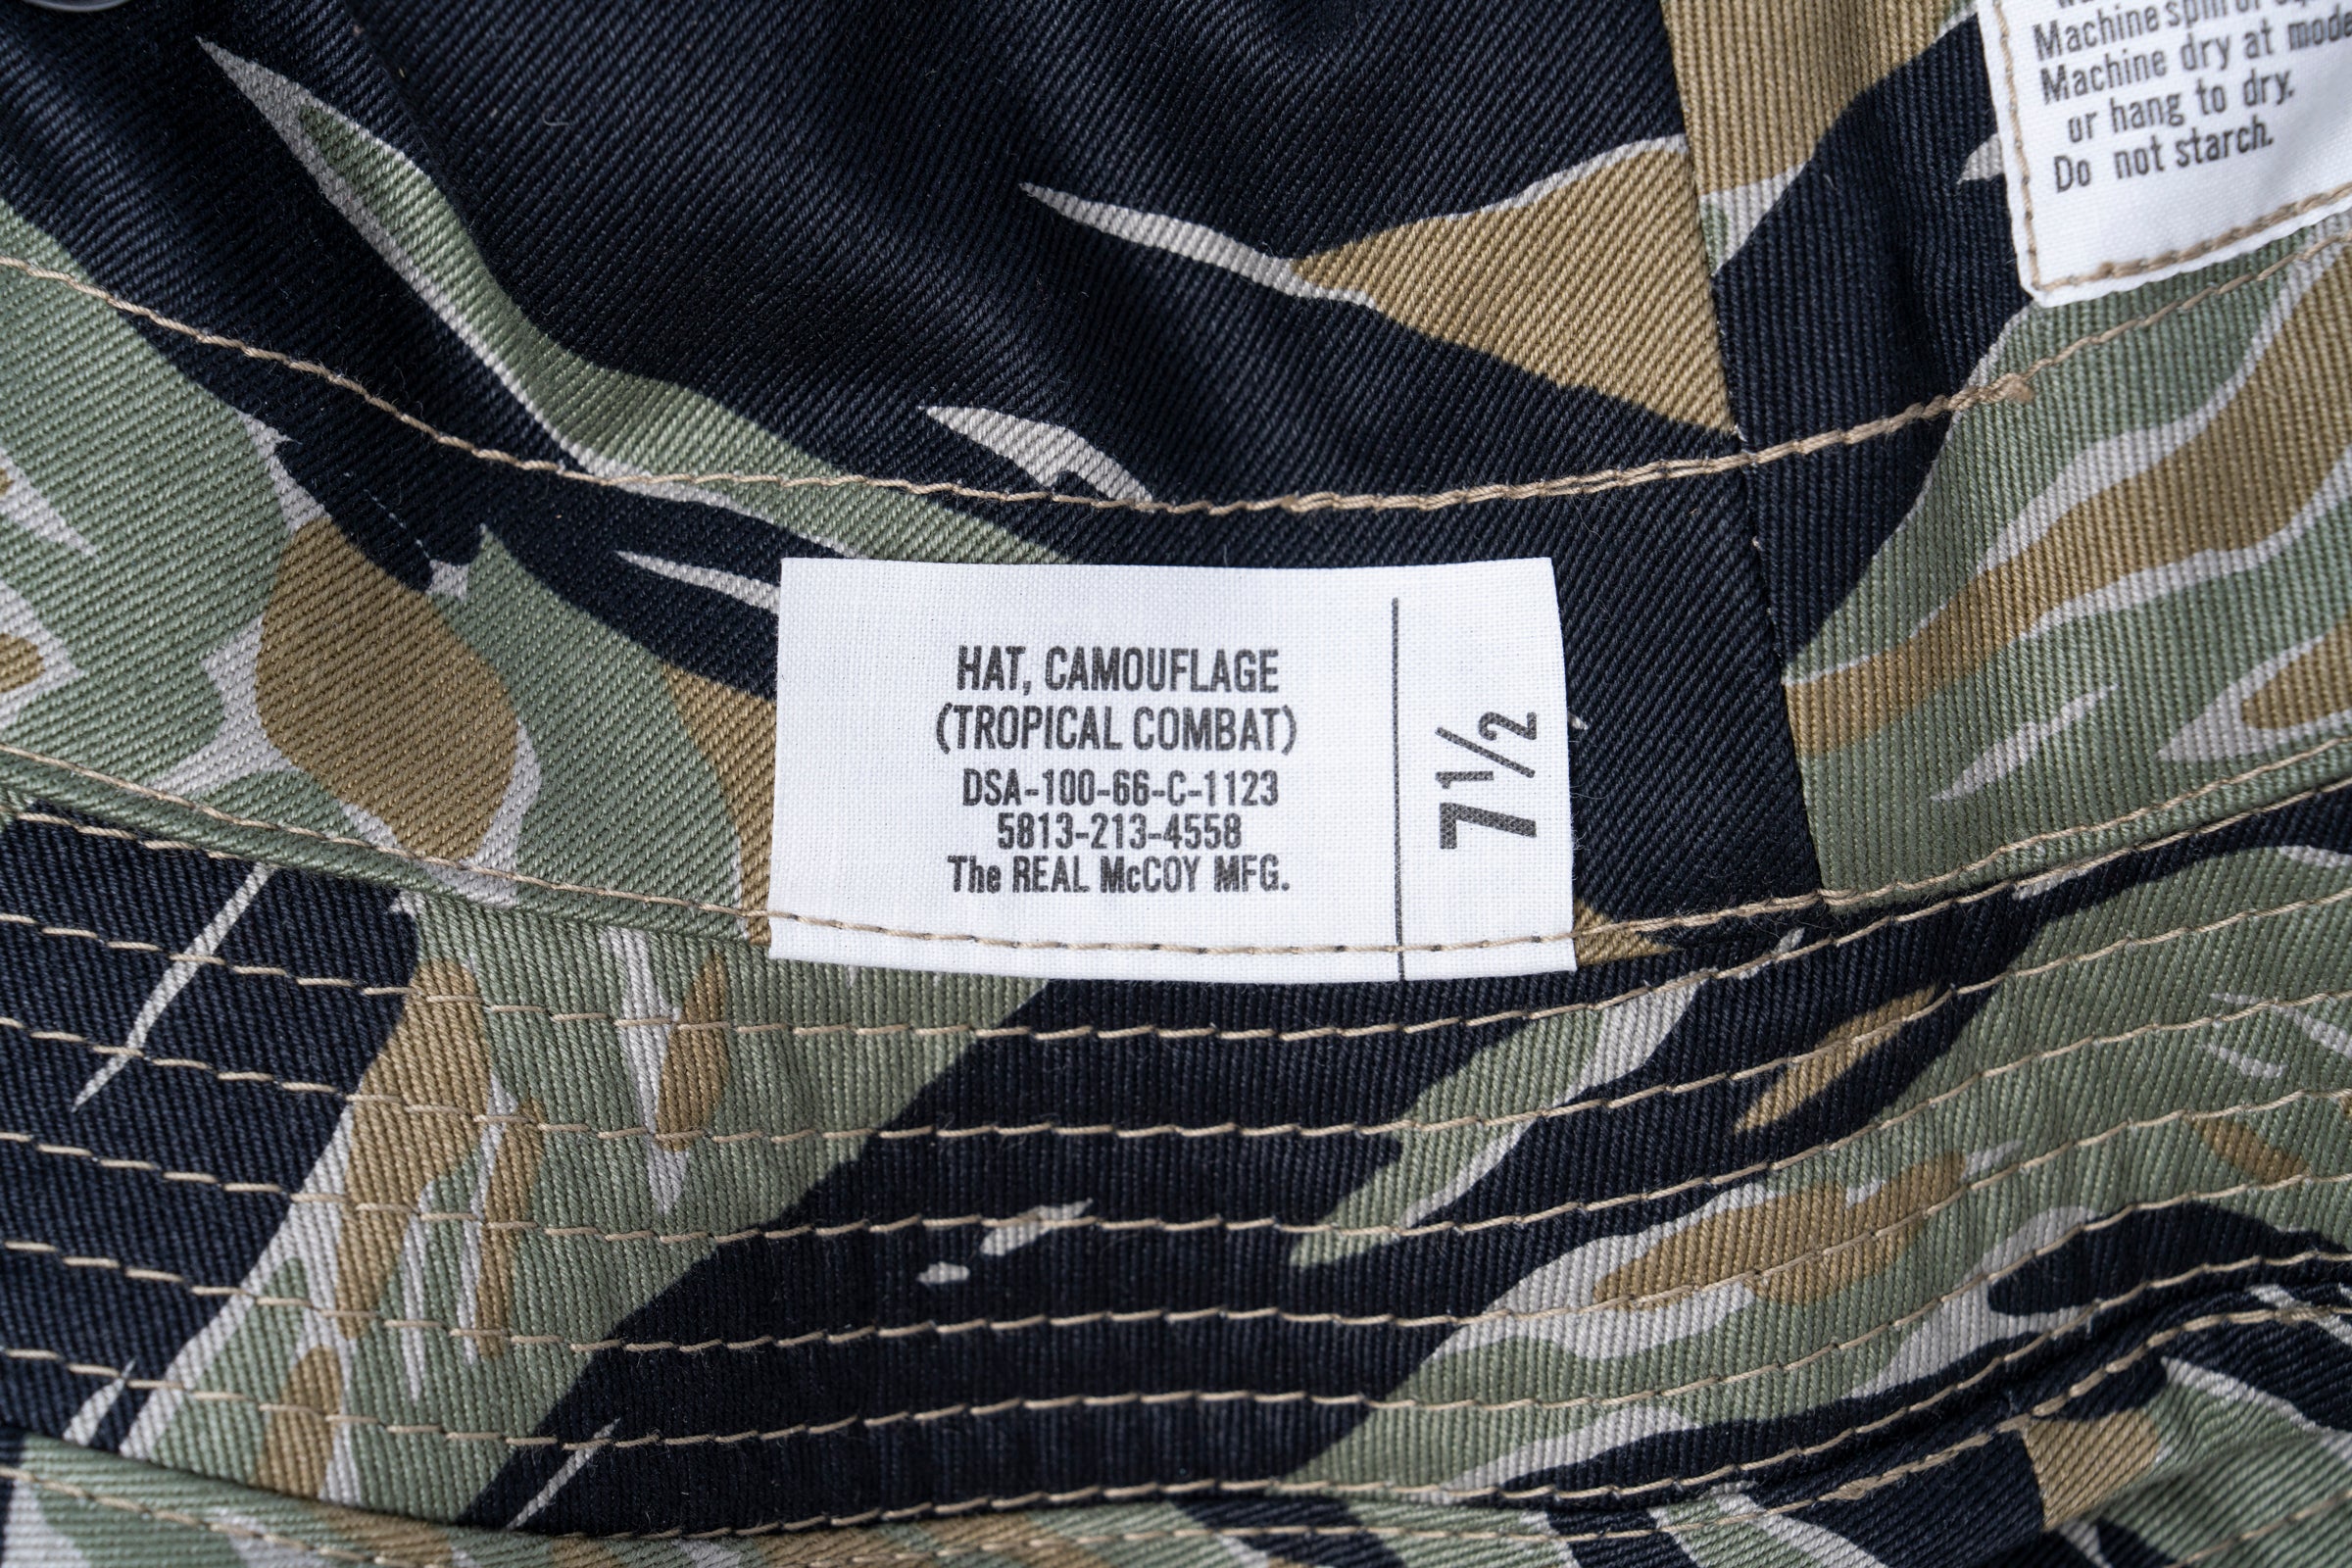 HAT, CAMOUFLAGE
(TROPICAL COMBAT)
DSA-100-66-C-1123
5813-213-4558
The REAL McCOY MFG.
7½
Machine spin or
Machine dry at
or hang to dry.
Do not starch.